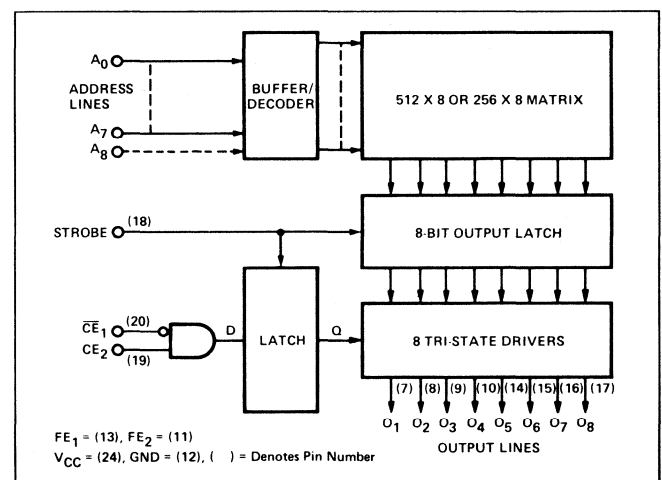 A0
ADDRESS
LINES
A7
A8
BUFFER/
DECODER
512 X 8 OR 256 X 8 MATRIX
STROBE (18)
8-BIT OUTPUT LATCH
CE1 (20)
CE2 (19)
D
LATCH
Q
8 TRI-STATE DRIVERS
(7) (8) (9) (10) (14) (15) (16) (17)
O1 O2 O3 O4 O5 O6 O7 O8
OUTPUT LINES
FE1 = (13), FE2 = (11)
VCC = (24), GND = (12), ( ) = Denotes Pin Number